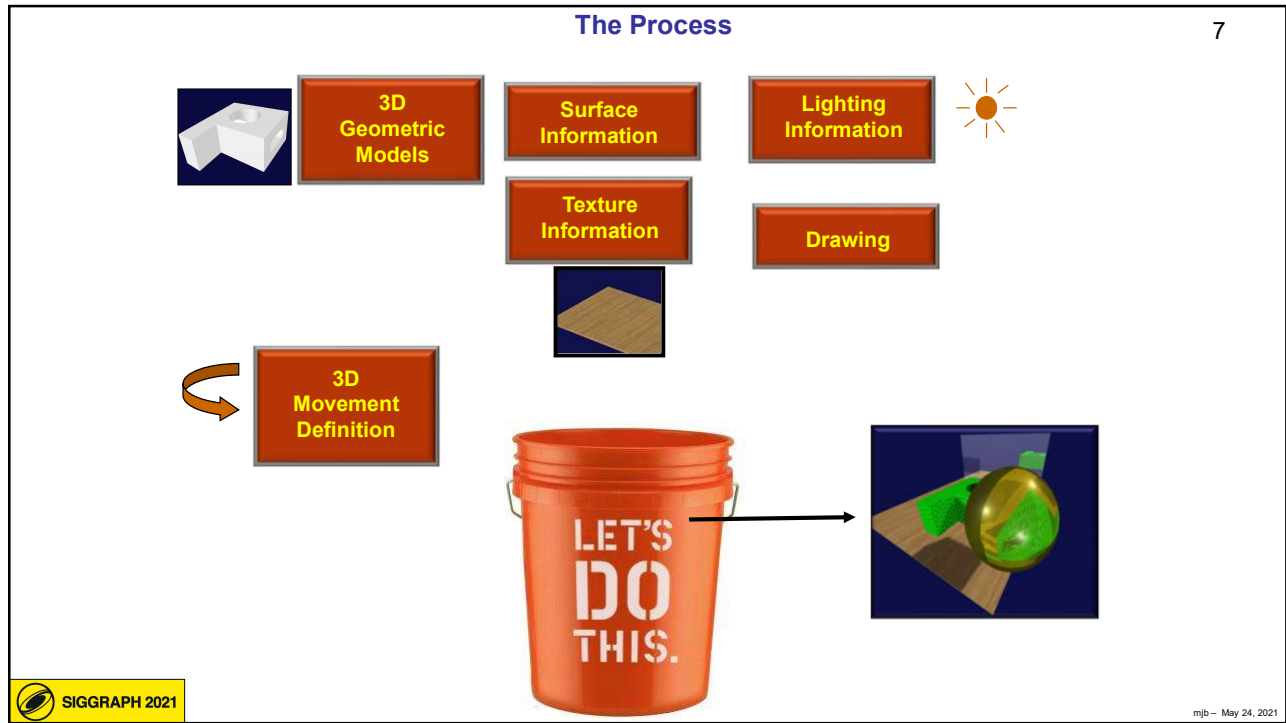 The Process
7
3D
Geometric
Models
Surface
Information
Lighting
Information
Texture
Information
Drawing
3D
Movement
Definition
LET'S
DO
THIS.
SIGGRAPH 2021
mjb – May 24, 2021